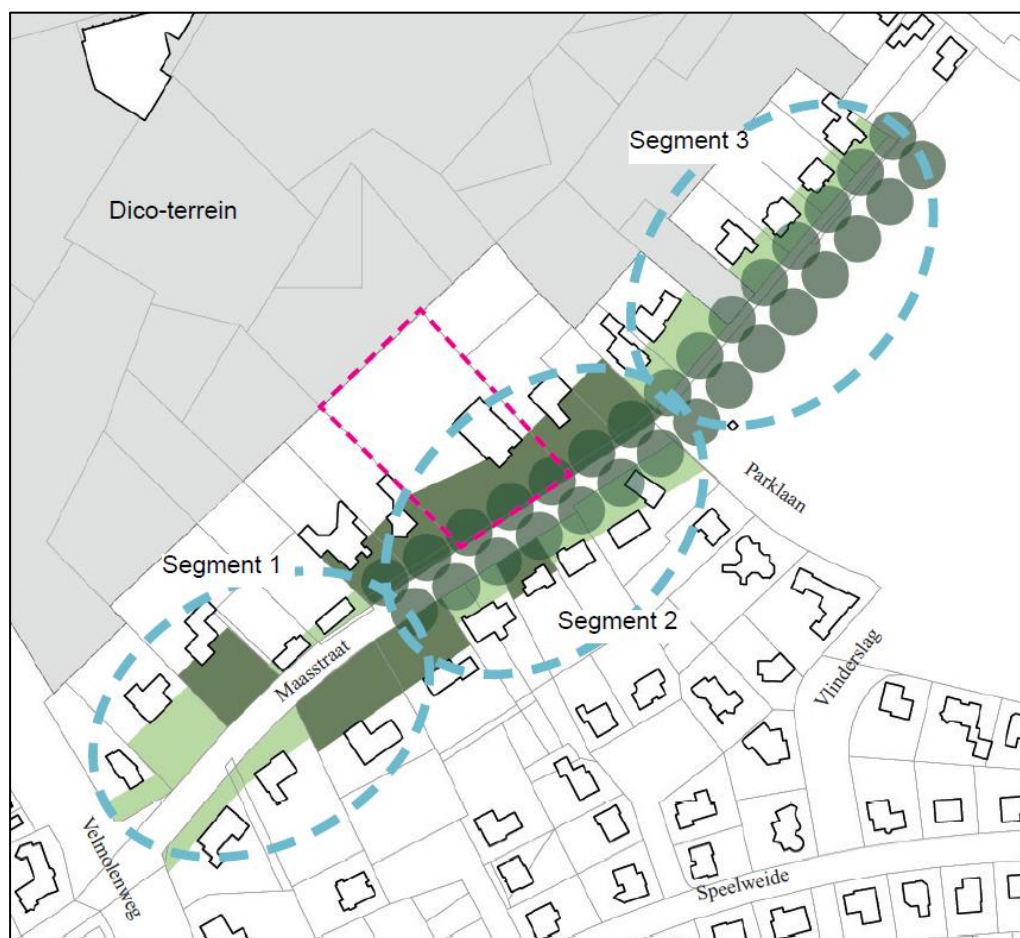 Segment 3
Dico-terrein
Parklaan
Segment 1
Segment 2
Maasstraat
Vlinderslag
Velmolenweg
Speelweide